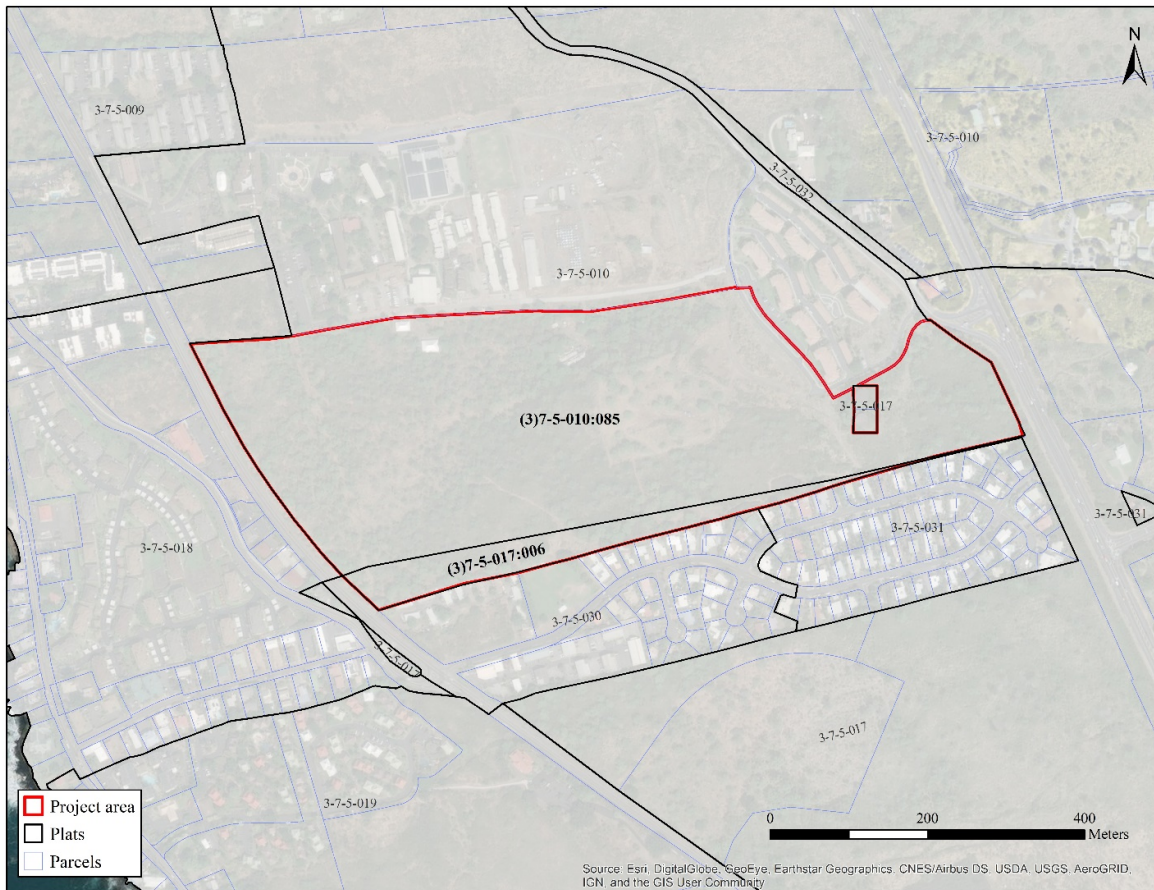 N
3-7-5-009
3-7-5-010
3-7-5-032
3-7-5-010
3-7-5-017
(3)7-5-010:085
3-7-5-031
3-7-5-031
3-7-5-018
(3)7-5-017:006
3-7-5-030
3-7-5-017
3-7-5-017
3-7-5-019
Project area
Plats
Parcels
0 200 400
Meters
Source: Esri, DigitalGlobe, GeoEye, Earthstar Geographics, CNES/Airbus DS, USDA, USGS, AeroGRID,
IGN, and the GIS User Community